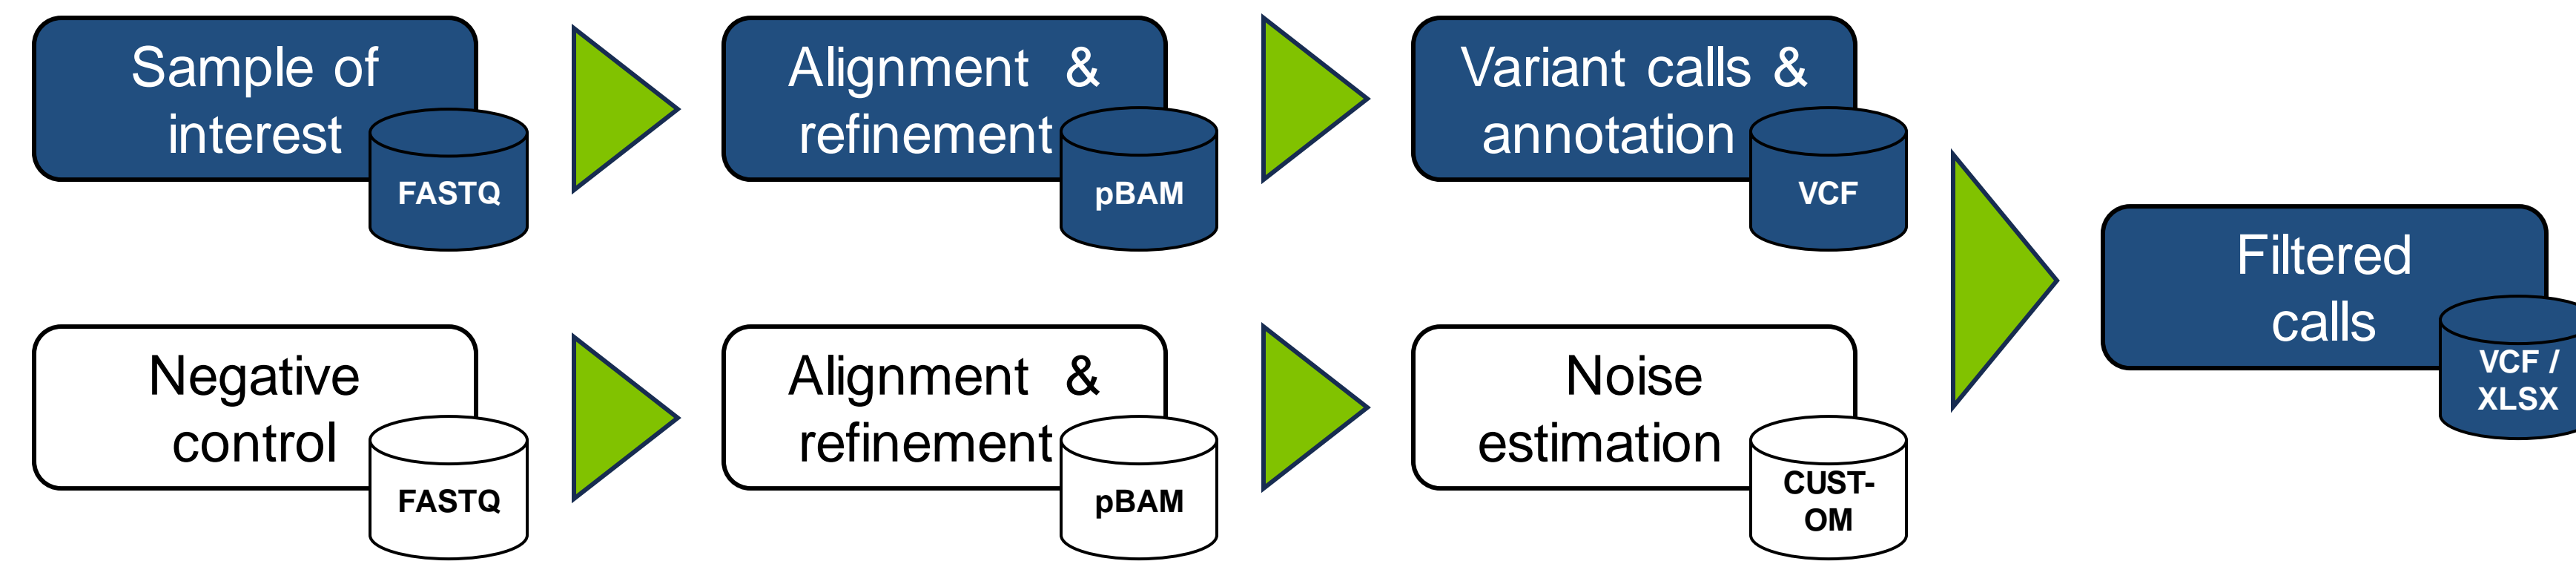 Sample of
interest
FASTQ
Alignment &
refinement
pBAM
Variant calls &
annotation
VCF
Filtered
calls
VCF /
XLSX
Negative
control
FASTQ
Alignment &
refinement
pBAM
Noise
estimation
CUST-
OM